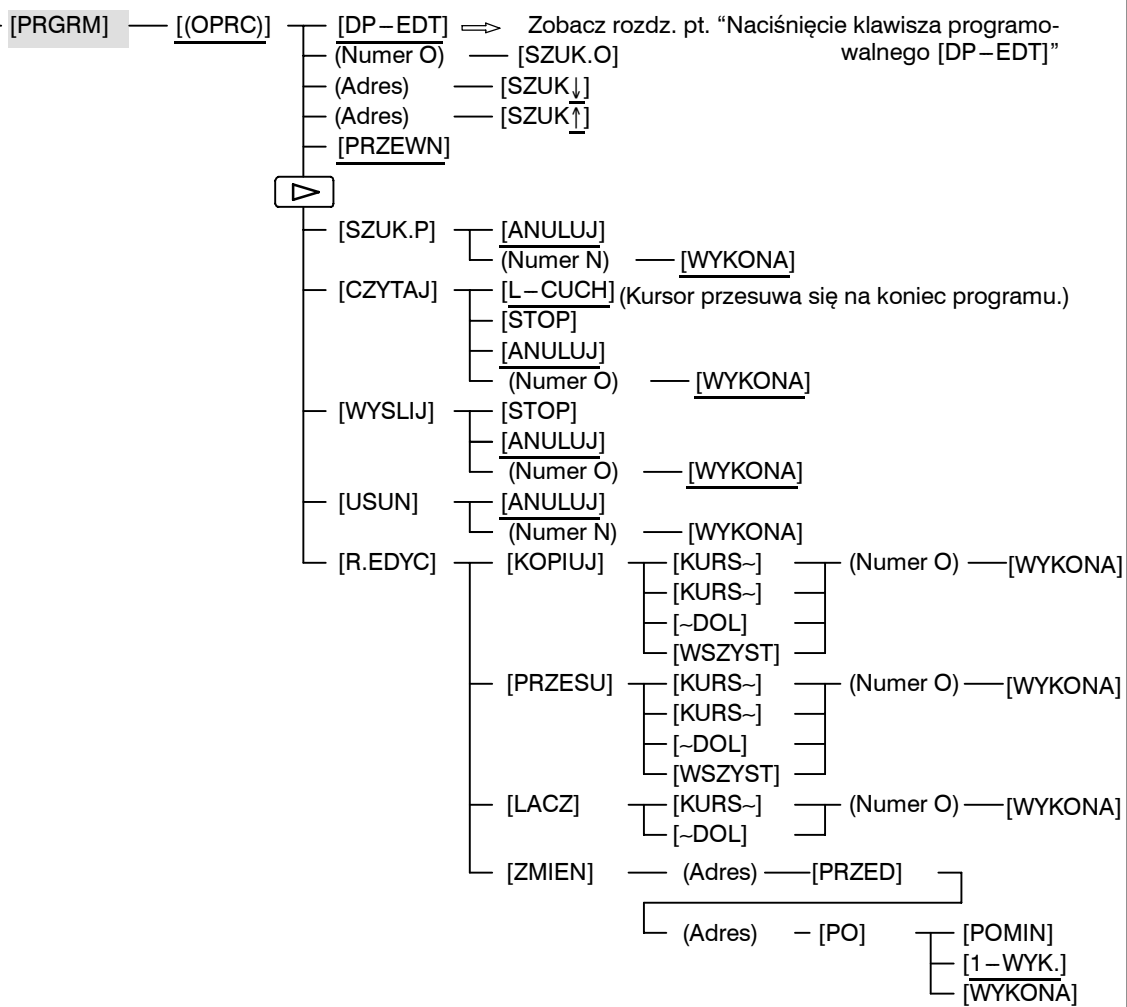 [PRGRM] [(OPRC)] [DP–EDT] Zobacz rozdz. pt. “Naciśnięcie klawisza programo-
walnego [DP–EDT]”
(Numer O) [SZUK.O]
(Adres) [SZUK↓]
(Adres) [SZUK↑]
[PRZEWN]
[SZUK.P] [ANULUJ]
(Numer N) [WYKONA]
[CZYTAJ] [L–CUCH] (Kursor przesuwa się na koniec programu.)
[STOP]
[ANULUJ]
(Numer O) [WYKONA]
[WYSLIJ] [STOP]
[ANULUJ]
(Numer O) [WYKONA]
[USUN] [ANULUJ]
(Numer N) [WYKONA]
[R.EDYC] [KOPIUJ] [KURS~] (Numer O) [WYKONA]
[KURS~]
[~DOL]
[WSZYST]
[PRZESU] [KURS~] (Numer O) [WYKONA]
[KURS~]
[~DOL]
[WSZYST]
[LACZ] [KURS~] (Numer O) [WYKONA]
[~DOL]
[ZMIEN] (Adres) [PRZED]
(Adres) [PO] [POMIN]
[1–WYK.]
[WYKONA]